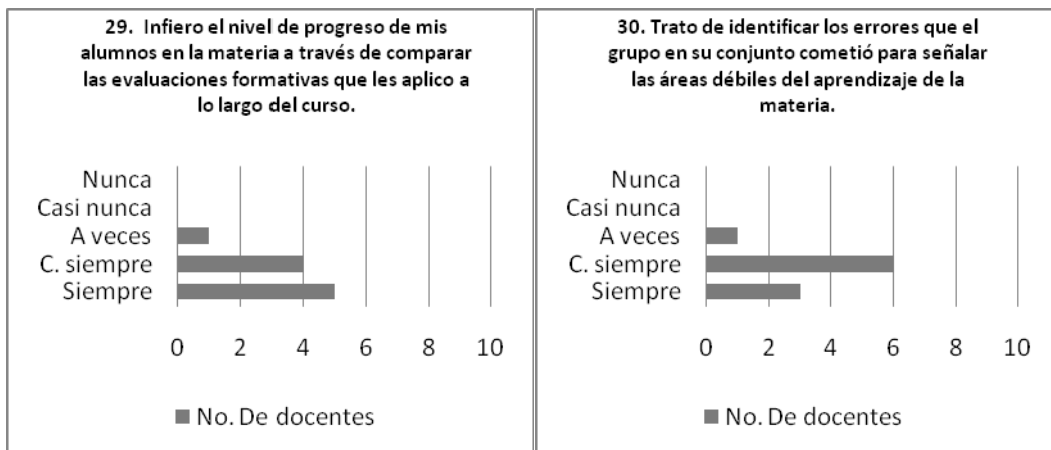 29.  Infiero el nivel de progreso de mis
alumnos en la materia a través de comparar
las evaluaciones formativas que les aplico a
lo largo del curso.
Nunca
Casi nunca
A veces
C. siempre
Siempre
0 2 4 6 8 10
No. De docentes
30. Trato de identificar los errores que el
grupo en su conjunto cometió para señalar
las áreas débiles del aprendizaje de la
materia.
Nunca
Casi nunca
A veces
C. siempre
Siempre
0 2 4 6 8 10
No. De docentes